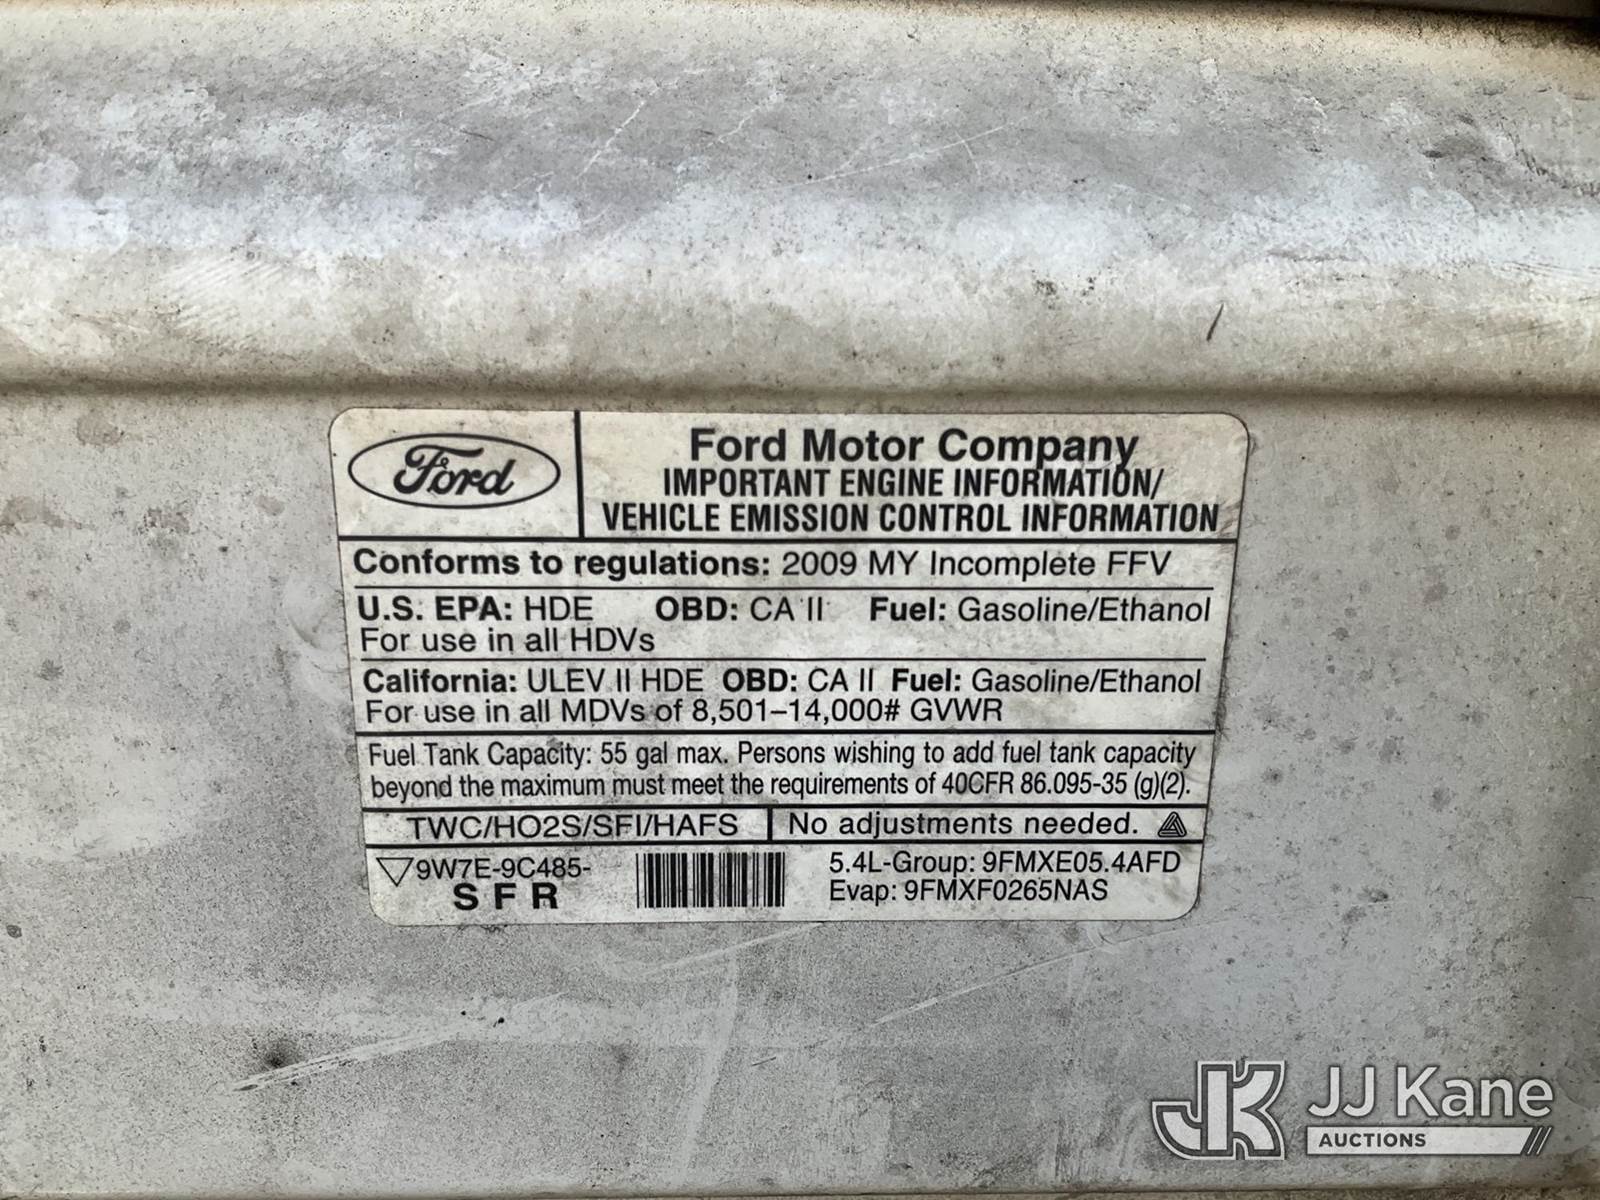 Ford
Ford Motor Company
IMPORTANT ENGINE INFORMATION/
VEHICLE EMISSION CONTROL INFORMATION
Conforms to regulations: 2009 MY Incomplete FFV
U.S. EPA: HDE OBD: CA II Fuel: Gasoline/Ethanol
For use in all HDVs
California: ULEV II HDE OBD: CA II Fuel: Gasoline/Ethanol
For use in all MDVs of 8,501–14,000# GVWR
Fuel Tank Capacity: 55 gal max. Persons wishing to add fuel tank capacity
beyond the maximum must meet the requirements of 40CFR 86.095-35 (g)(2).
TWC/HO2S/SFI/HAFS No adjustments needed.
9W7E-9C485-
SFR
5.4L-Group: 9FMXE05.4AFD
Evap: 9FMXF0265NAS
JK
JJ Kane
AUCTIONS